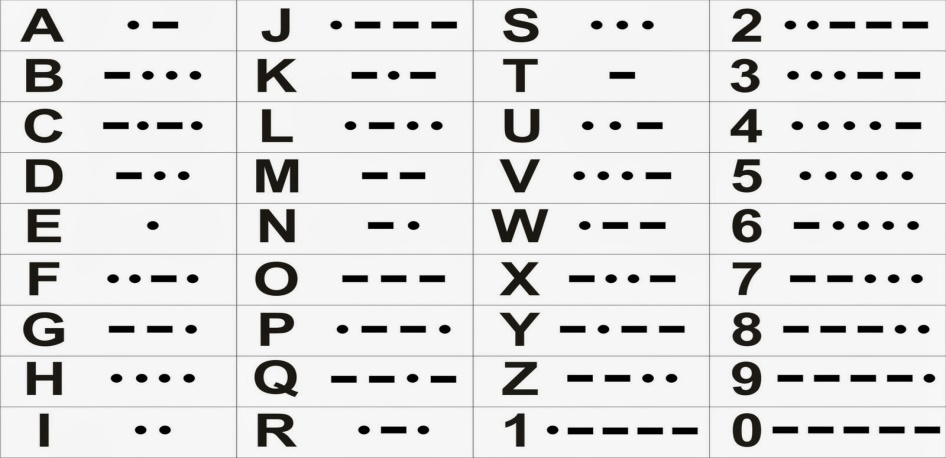 A •– J •––– S ••• 2 ••–––
B –••• K –•– T – 3 •••––
C –•–• L •–•• U ••– 4 ••••–
D –•• M –– V •••– 5 •••••
E • N –• W •–– 6 –••••
F ••–• O ––– X –••– 7 ––•••
G ––• P •––• Y –•–– 8 –––••
H •••• Q ––•– Z ––•• 9 ––––•
I •• R •–• 1 •–––– 0 –––––